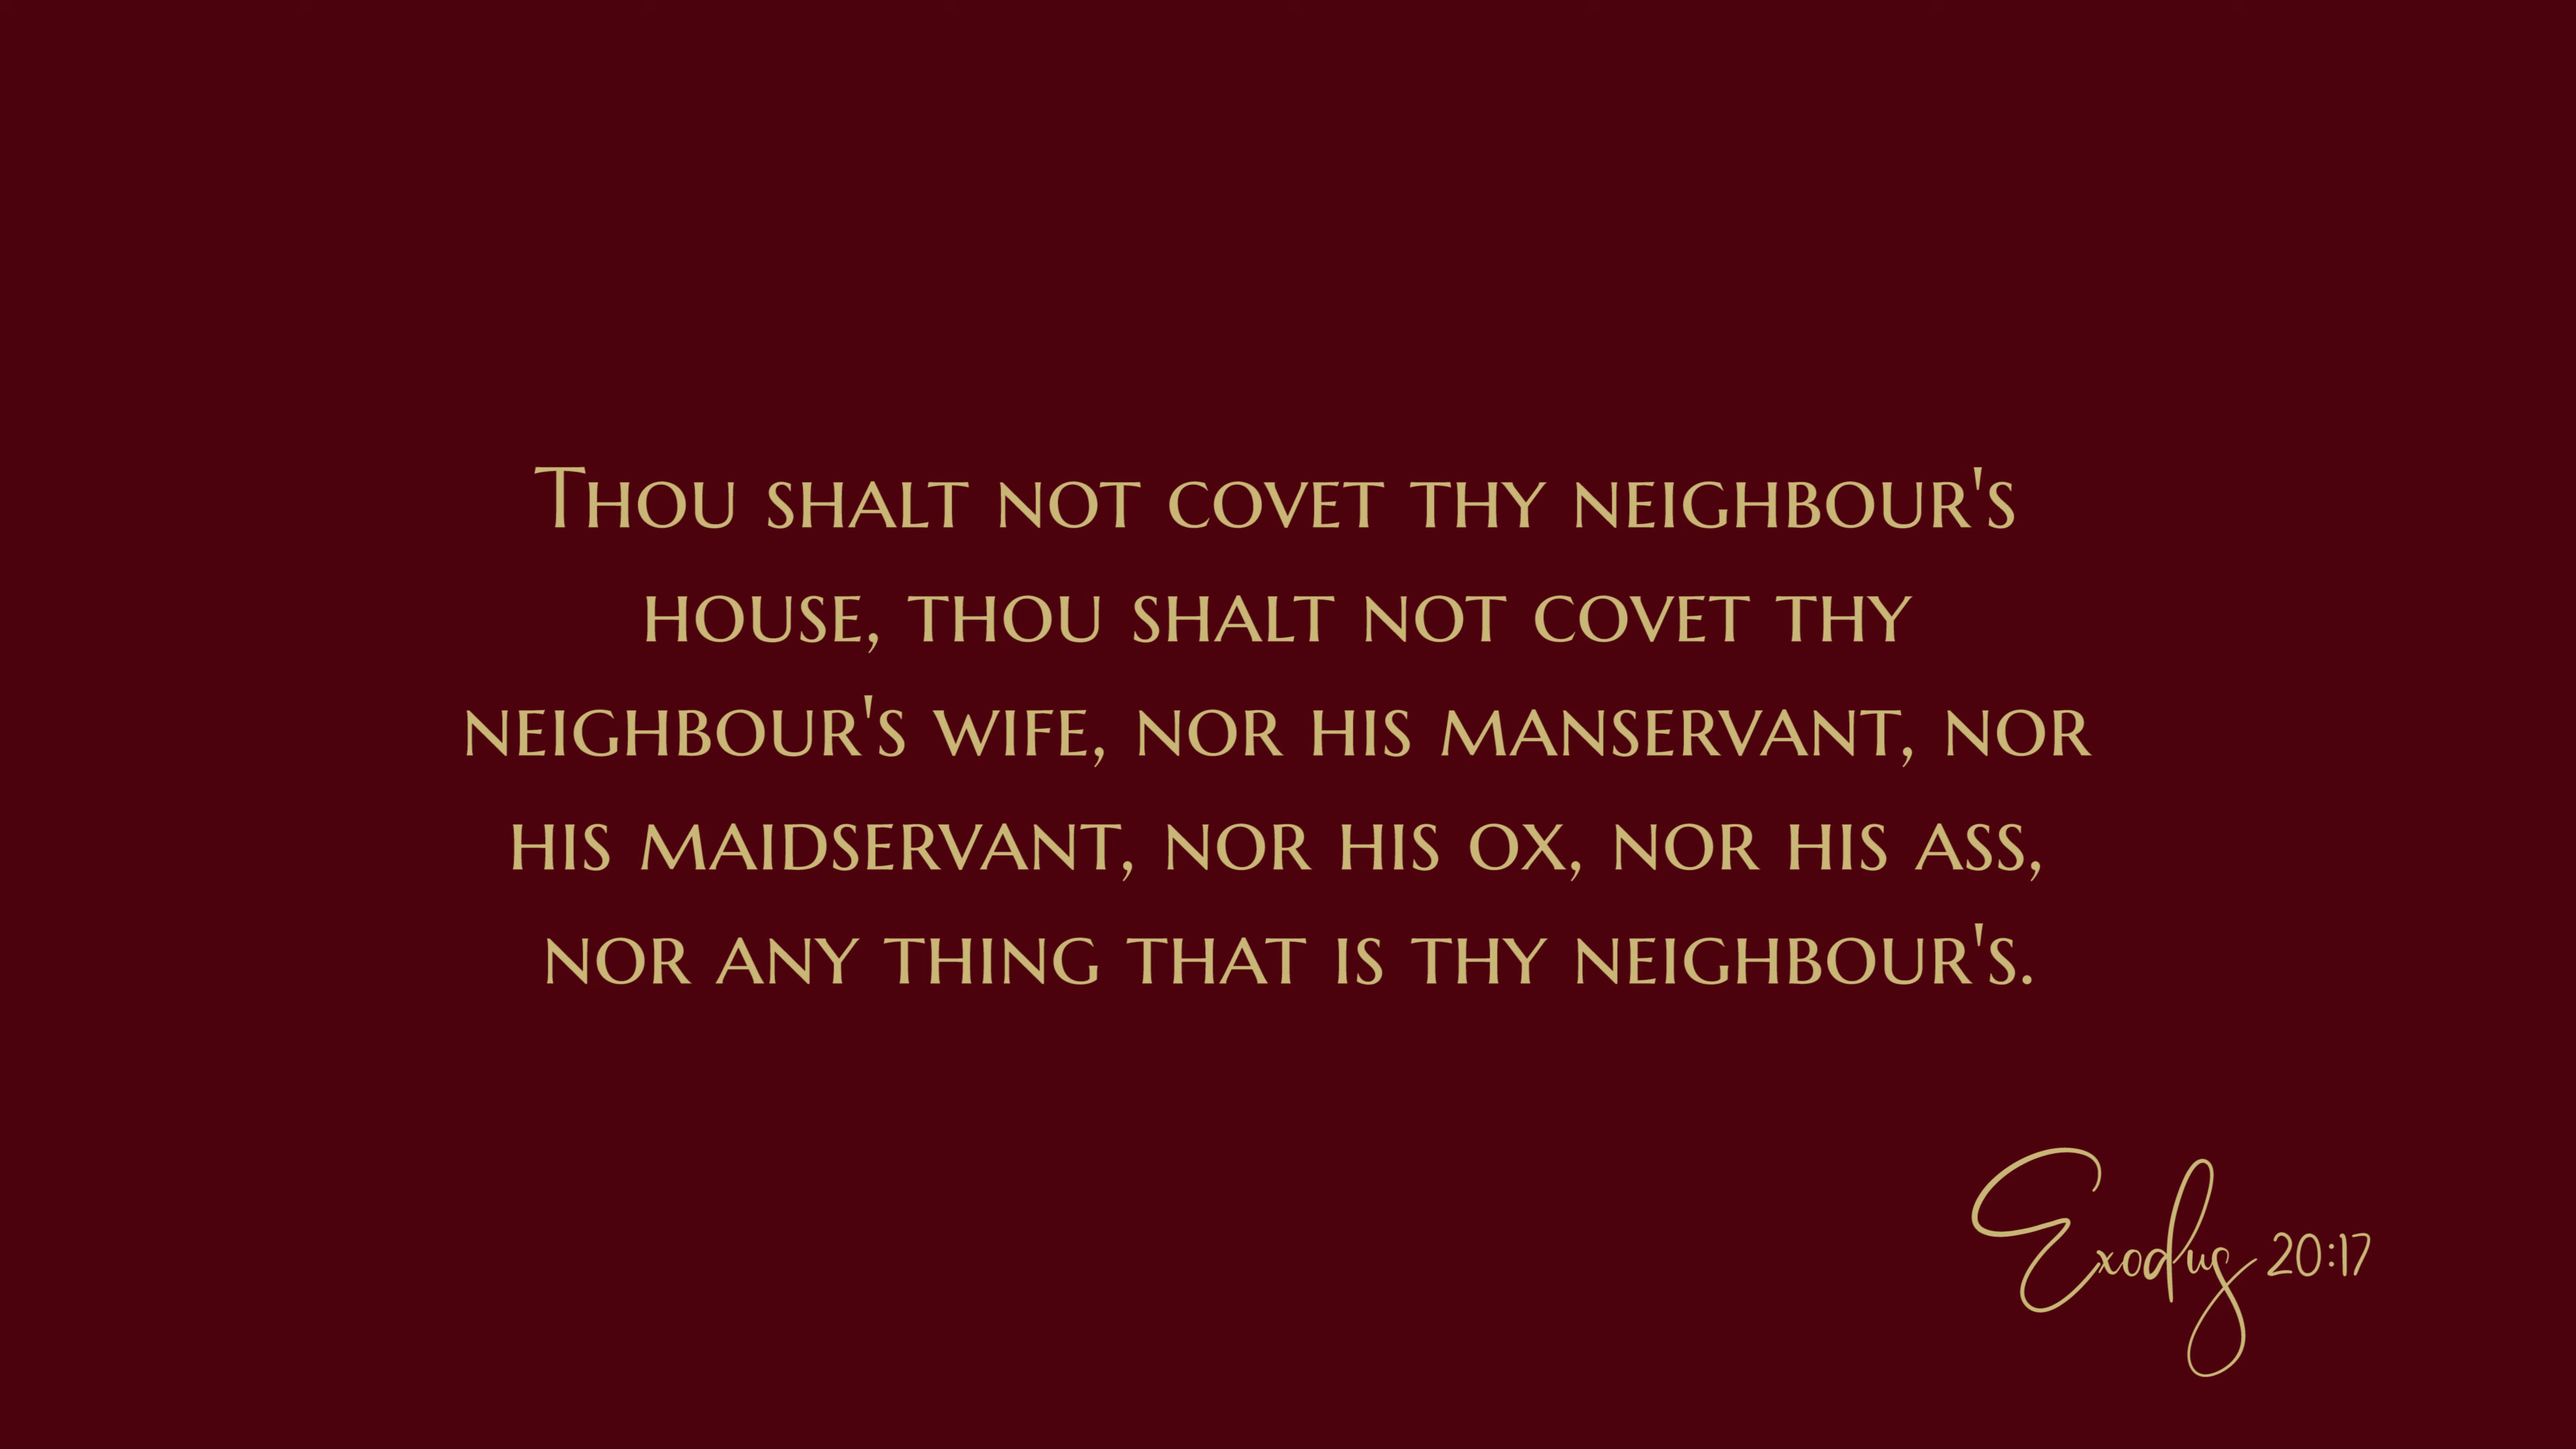 Thou shalt not covet thy neighbour's
house, thou shalt not covet thy
neighbour's wife, nor his manservant, nor
his maidservant, nor his ox, nor his ass,
nor any thing that is thy neighbour's.
Exodus 20:17